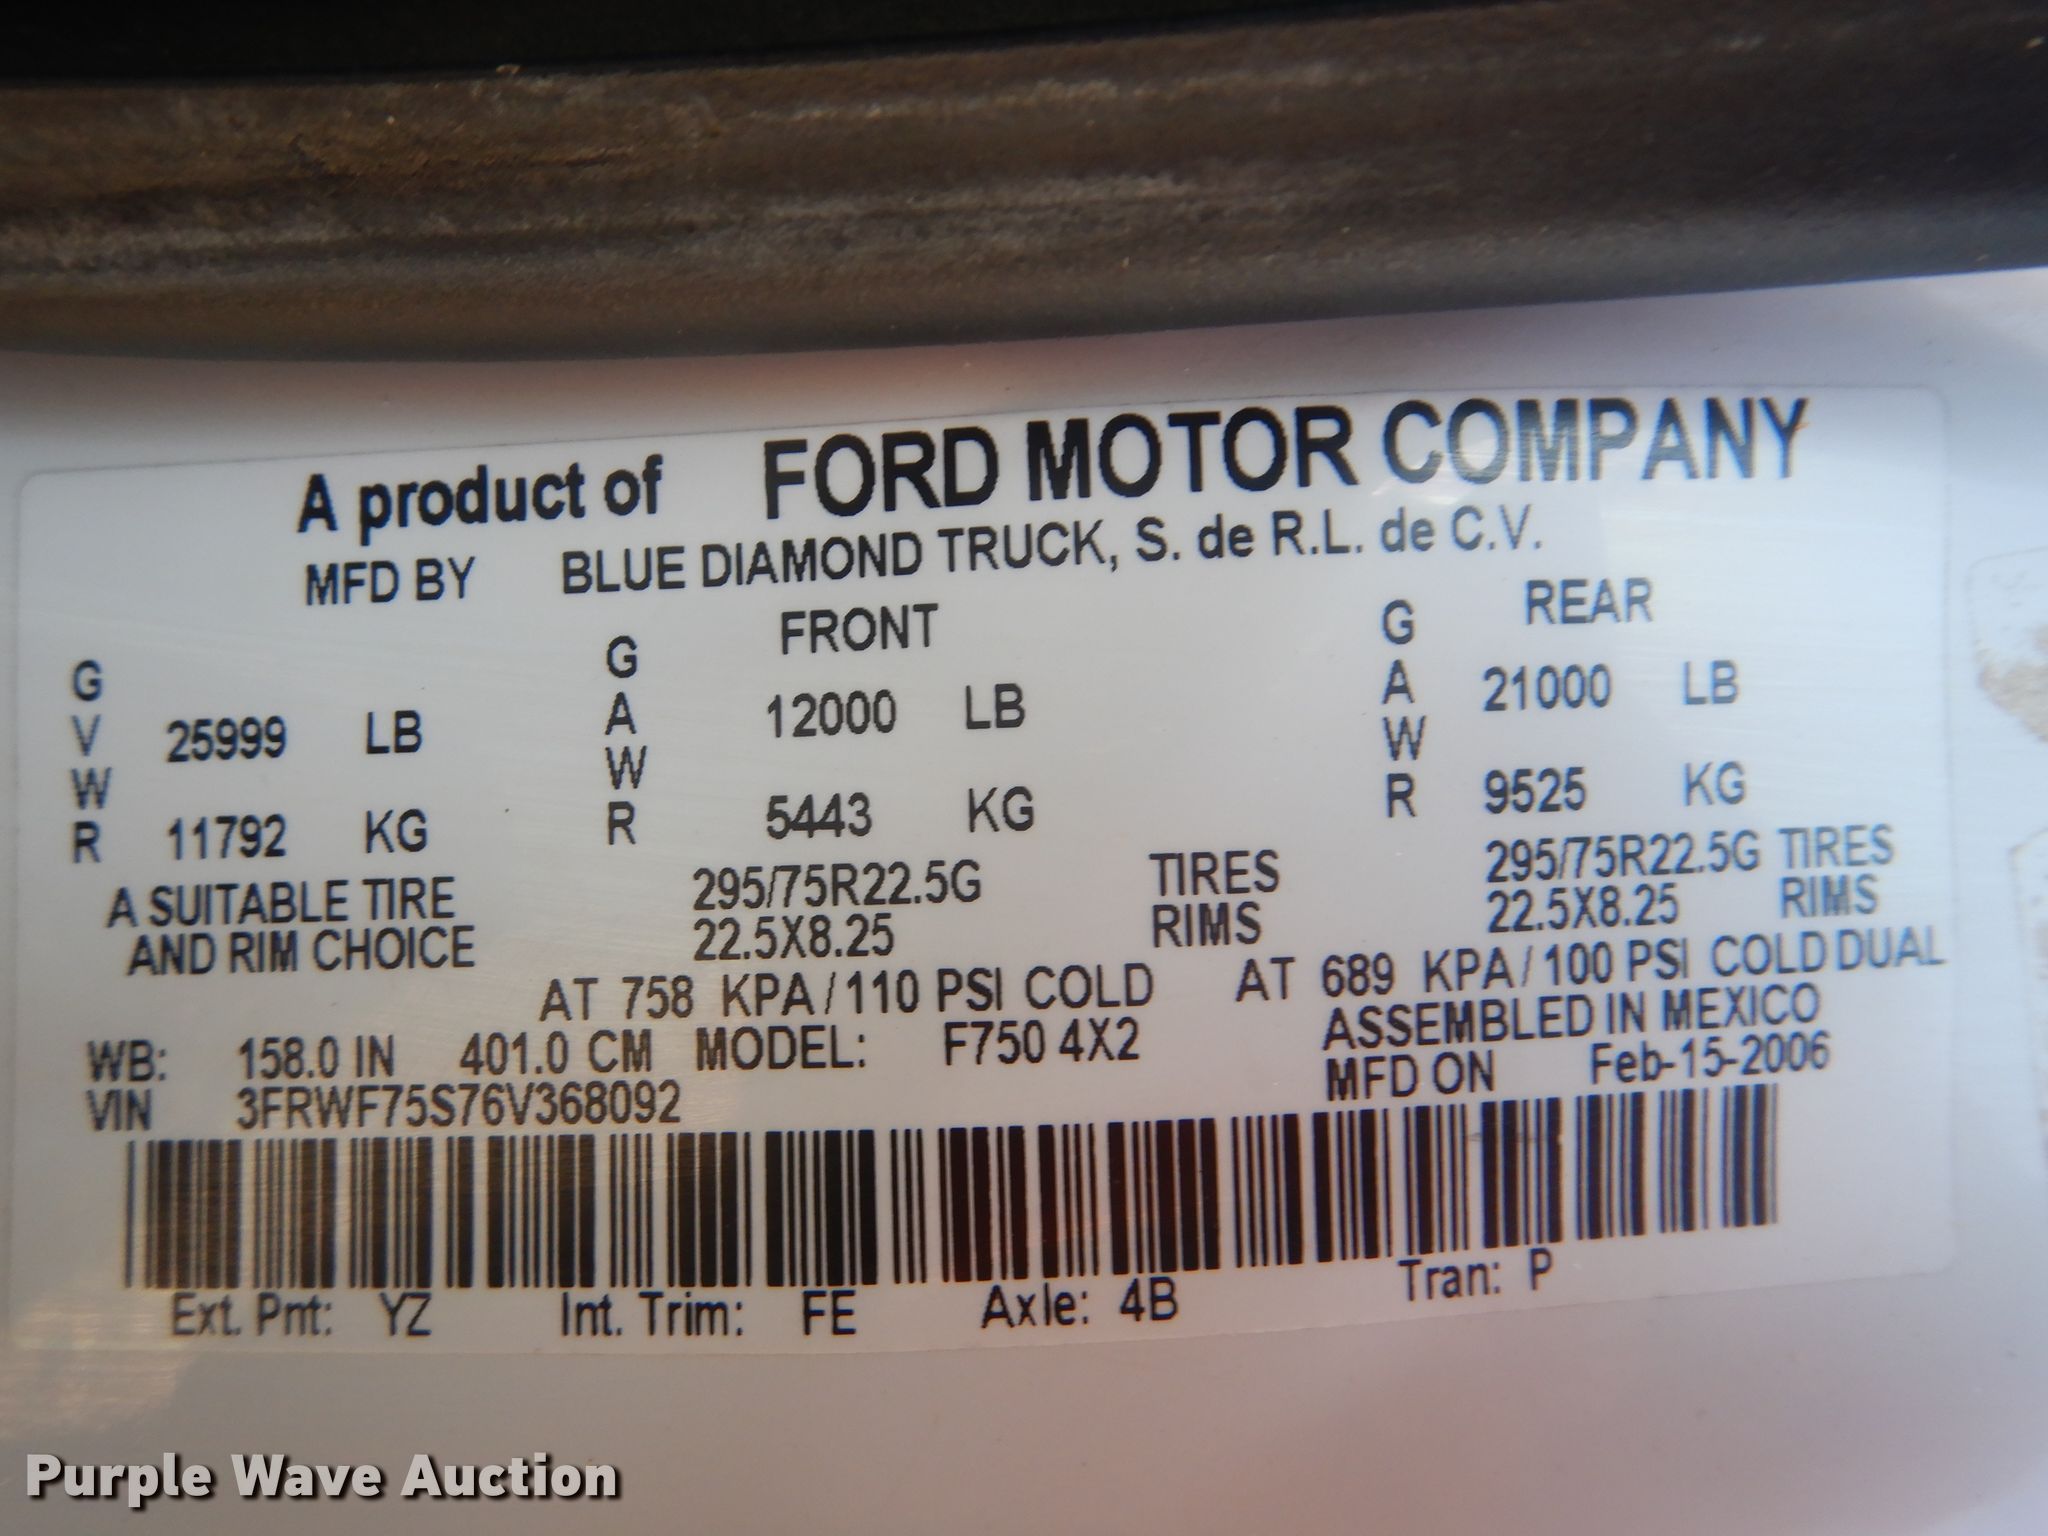 A product of FORD MOTOR COMPANY
MFD BY BLUE DIAMOND TRUCK, S. de R.L. de C.V.
GVWR 25999 LB 11792 KG
GAWR FRONT 12000 LB 5443 KG
GAWR REAR 21000 LB 9525 KG
A SUITABLE TIRE 295/75R22.5G TIRES 295/75R22.5G TIRES
AND RIM CHOICE 22.5X8.25 RIMS 22.5X8.25 RIMS
AT 758 KPA/110 PSI COLD AT 689 KPA/100 PSI COLD DUAL
WB: 158.0 IN 401.0 CM MODEL: F750 4X2 ASSEMBLED IN MEXICO
VIN 3FRWF75S76V368092 MFD ON Feb-15-2006
Ext. Pnt: YZ Int. Trim: FE Axle: 4B Tran: P
Purple Wave Auction